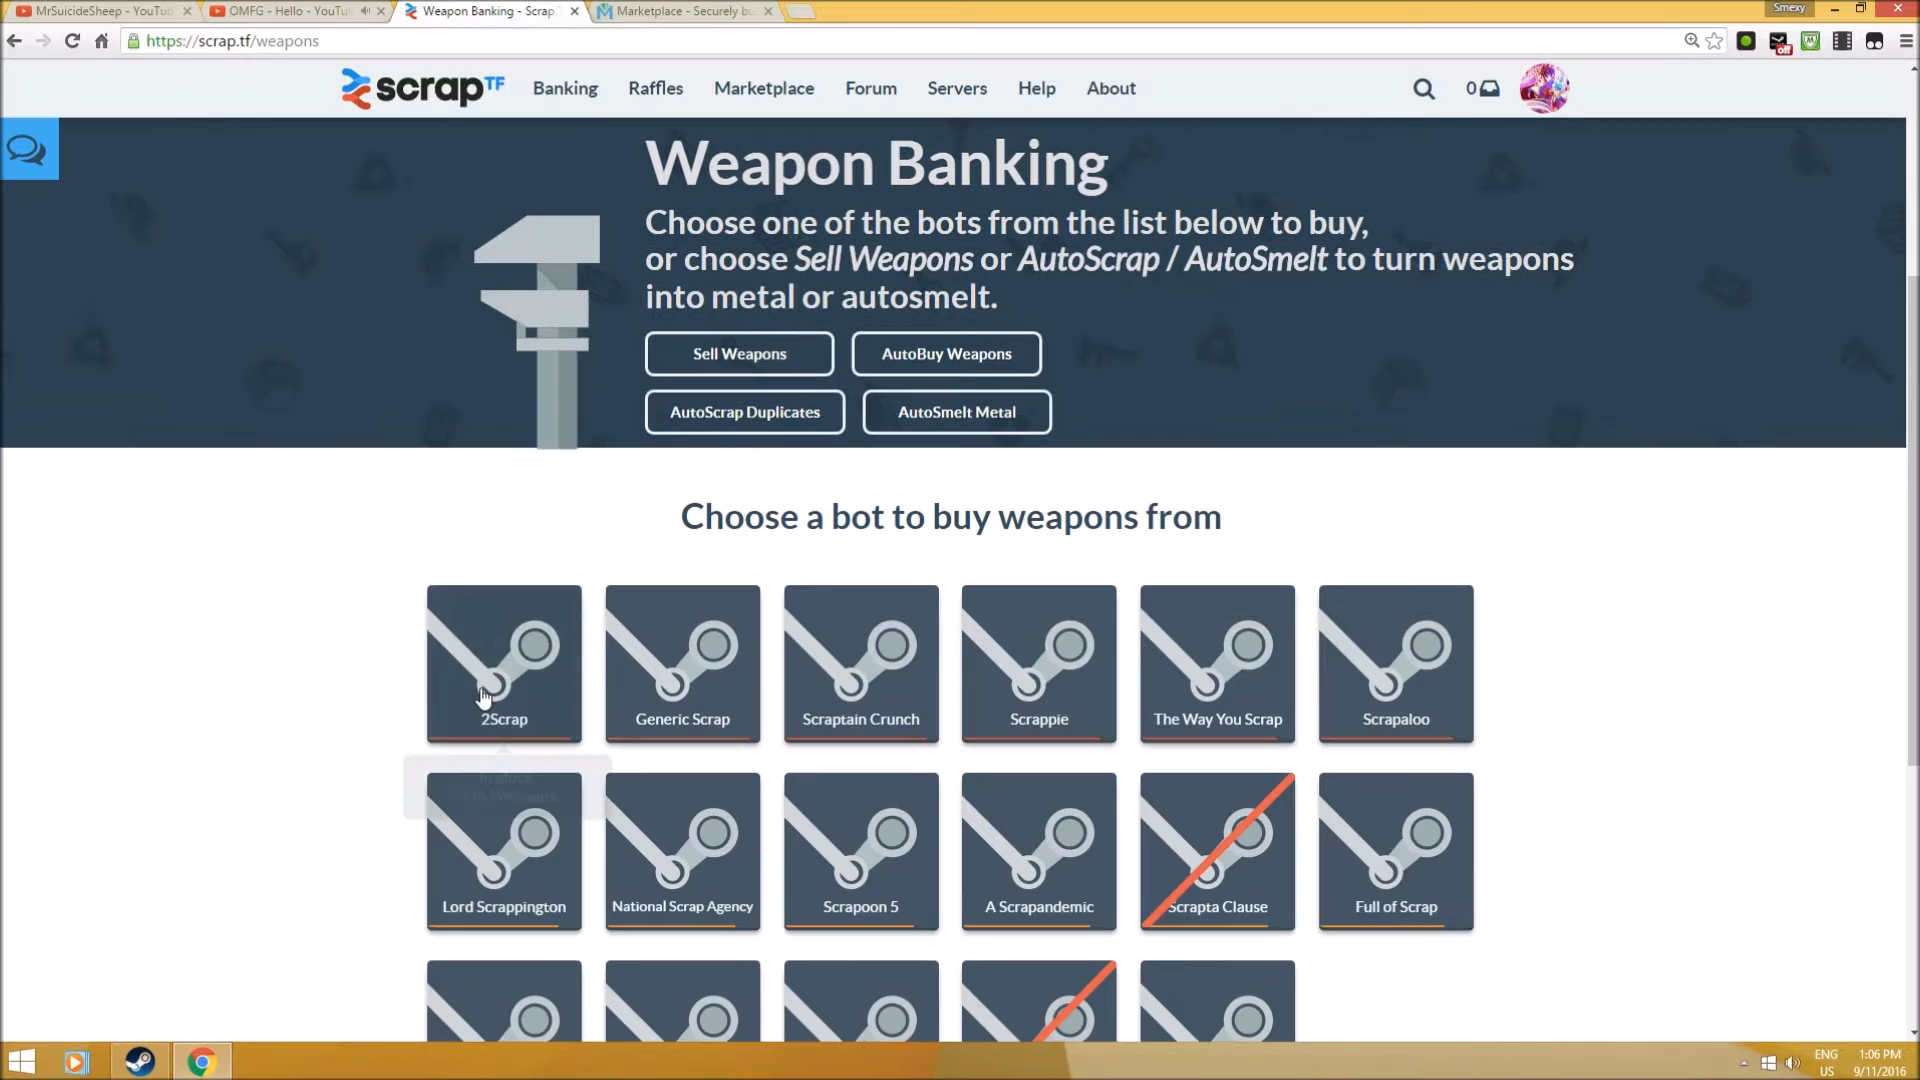 MrSuicideSheep - YouTu
OMFG - Hello - YouTu
Weapon Banking - Scrap.
Marketplace - Securely bu
Smexy
https://scrap.tf/weapons
off
scrap TF
Banking
Raffles
Marketplace
Forum
Servers
Help
About
0
Weapon Banking
Choose one of the bots from the list below to buy,
or choose Sell Weapons or AutoScrap / AutoSmelt to turn weapons
into metal or autosmelt.
Sell Weapons
AutoBuy Weapons
AutoScrap Duplicates
AutoSmelt Metal
Choose a bot to buy weapons from
2Scrap
Generic Scrap
Scraptain Crunch
Scrappie
The Way You Scrap
Scrapaloo
Lord Scrappington
National Scrap Agency
Scrapoon 5
A Scrapandemic
Scrapta Clause
Full of Scrap
ENG
US
1:06 PM
9/11/2016